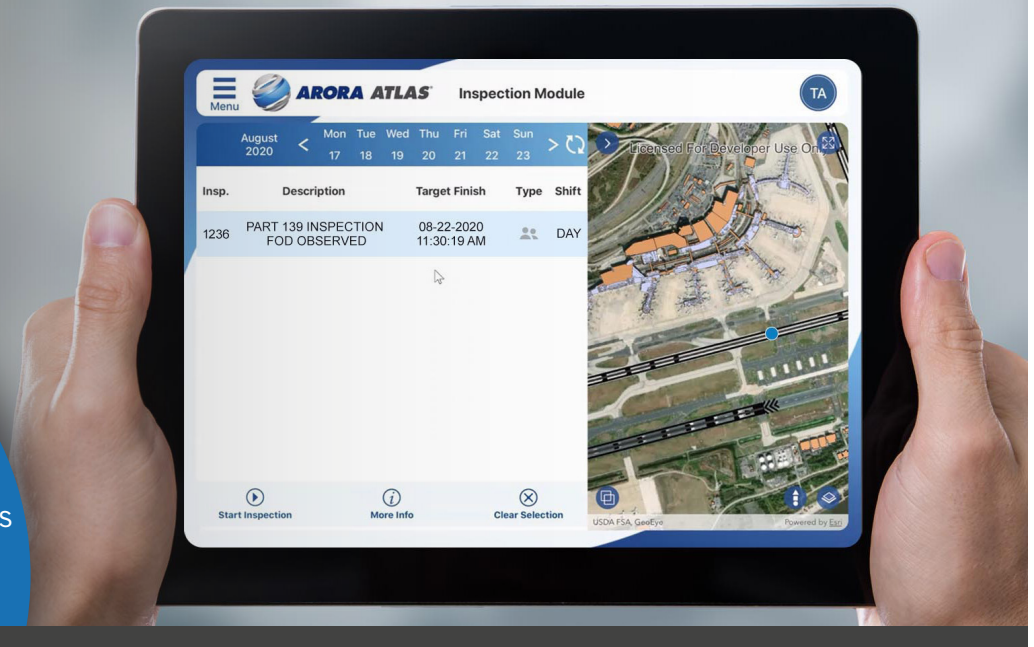 Menu
ARORA ATLAS
Inspection Module
TA
August
2020
< Mon Tue Wed Thu Fri Sat Sun >
17 18 19 20 21 22 23
Insp. Description Target Finish Type Shift
1236 PART 139 INSPECTION 08-22-2020 DAY
FOD OBSERVED 11:30:19 AM
Start Inspection
More Info
Clear Selection
Licensed For Developer Use On
USDA FSA, GeoEye
Powered by Esri
S